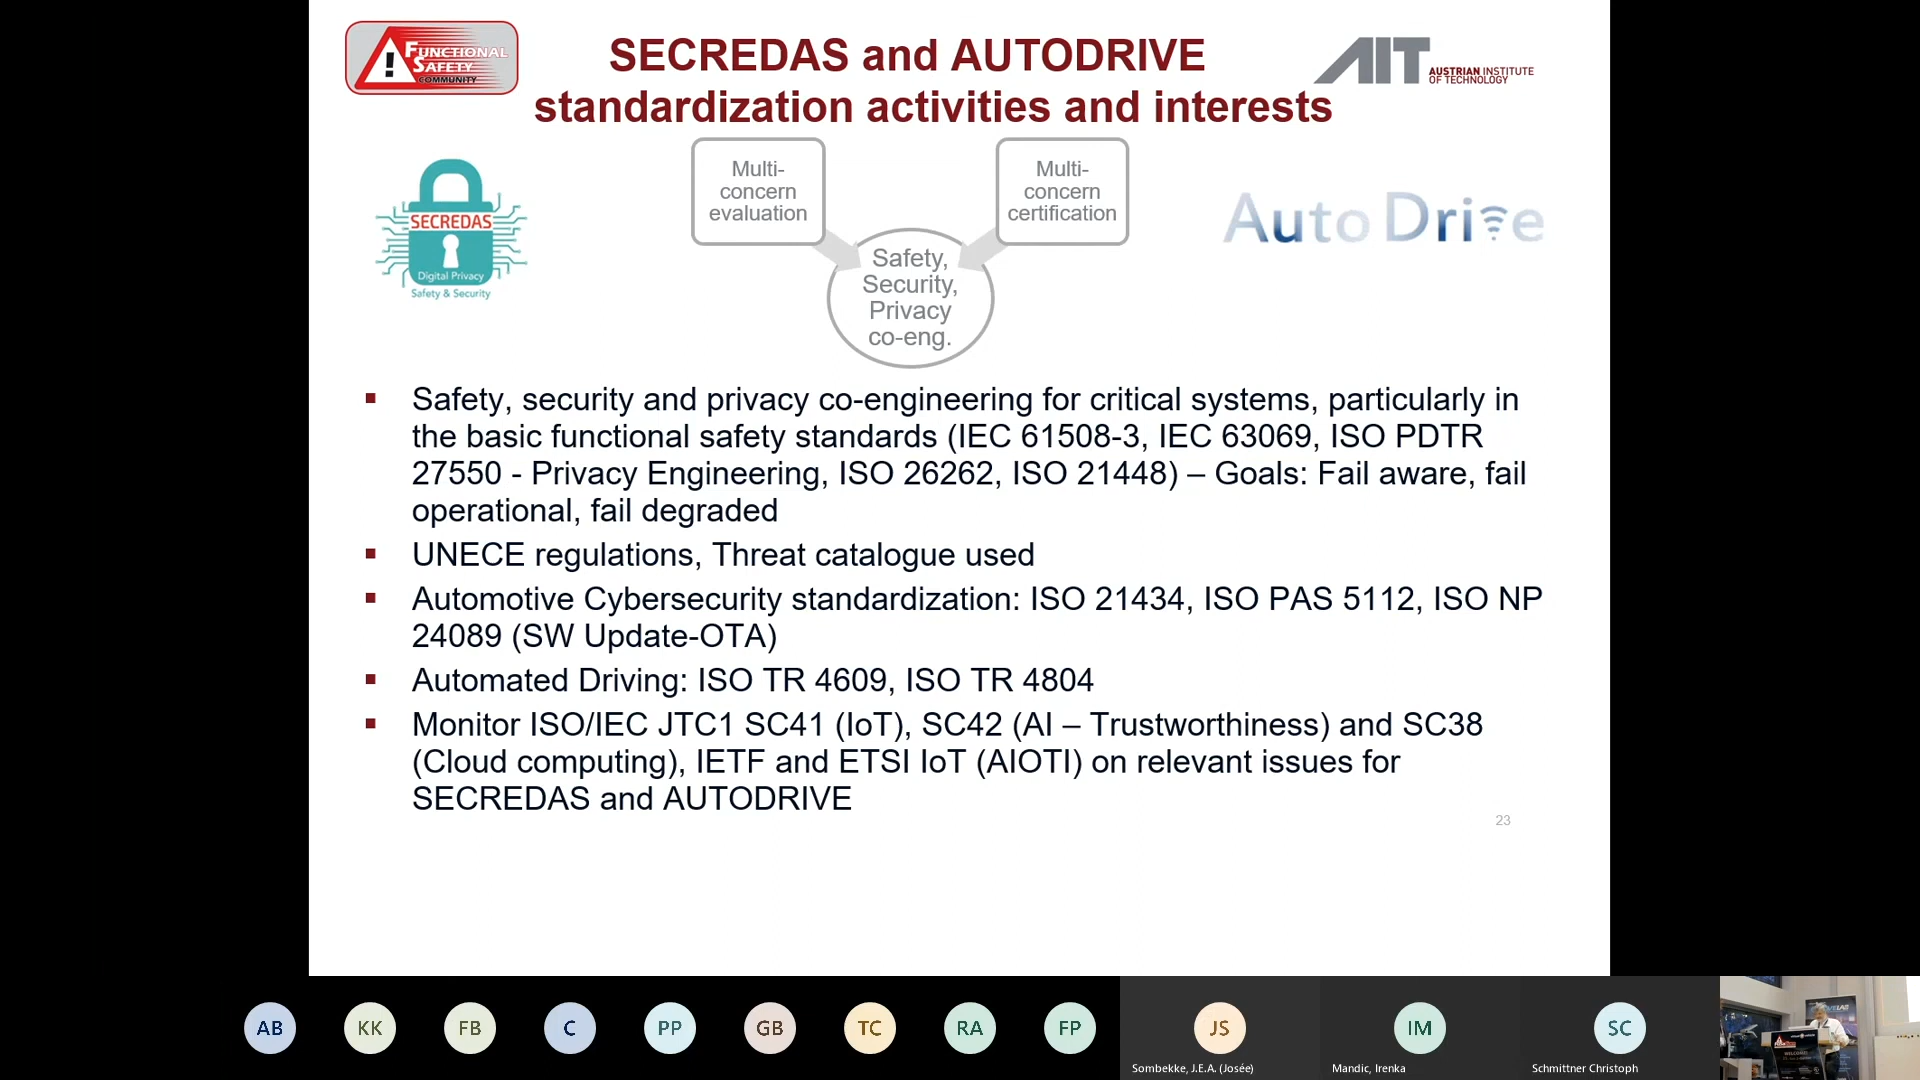 FUNCTIONAL
SAFETY
COMMUNITY
SECREDAS and AUTODRIVE
standardization activities and interests
AIT AUSTRIAN INSTITUTE
OF TECHNOLOGY
SECREDAS
Digital Privacy
Safety & Security
Multi-
concern
evaluation
Multi-
concern
certification
Safety,
Security,
Privacy
co-eng.
Auto Drive
Safety, security and privacy co-engineering for critical systems, particularly in
the basic functional safety standards (IEC 61508-3, IEC 63069, ISO PDTR
27550 - Privacy Engineering, ISO 26262, ISO 21448) – Goals: Fail aware, fail
operational, fail degraded
UNECE regulations, Threat catalogue used
Automotive Cybersecurity standardization: ISO 21434, ISO PAS 5112, ISO NP
24089 (SW Update-OTA)
Automated Driving: ISO TR 4609, ISO TR 4804
Monitor ISO/IEC JTC1 SC41 (IoT), SC42 (AI – Trustworthiness) and SC38
(Cloud computing), IETF and ETSI IoT (AIOTI) on relevant issues for
SECREDAS and AUTODRIVE
23
AB KK FB C PP GB TC RA FP JS IM SC
Sombekke, J.E.A. (Josée) Mandic, Irenka Schmittner Christoph